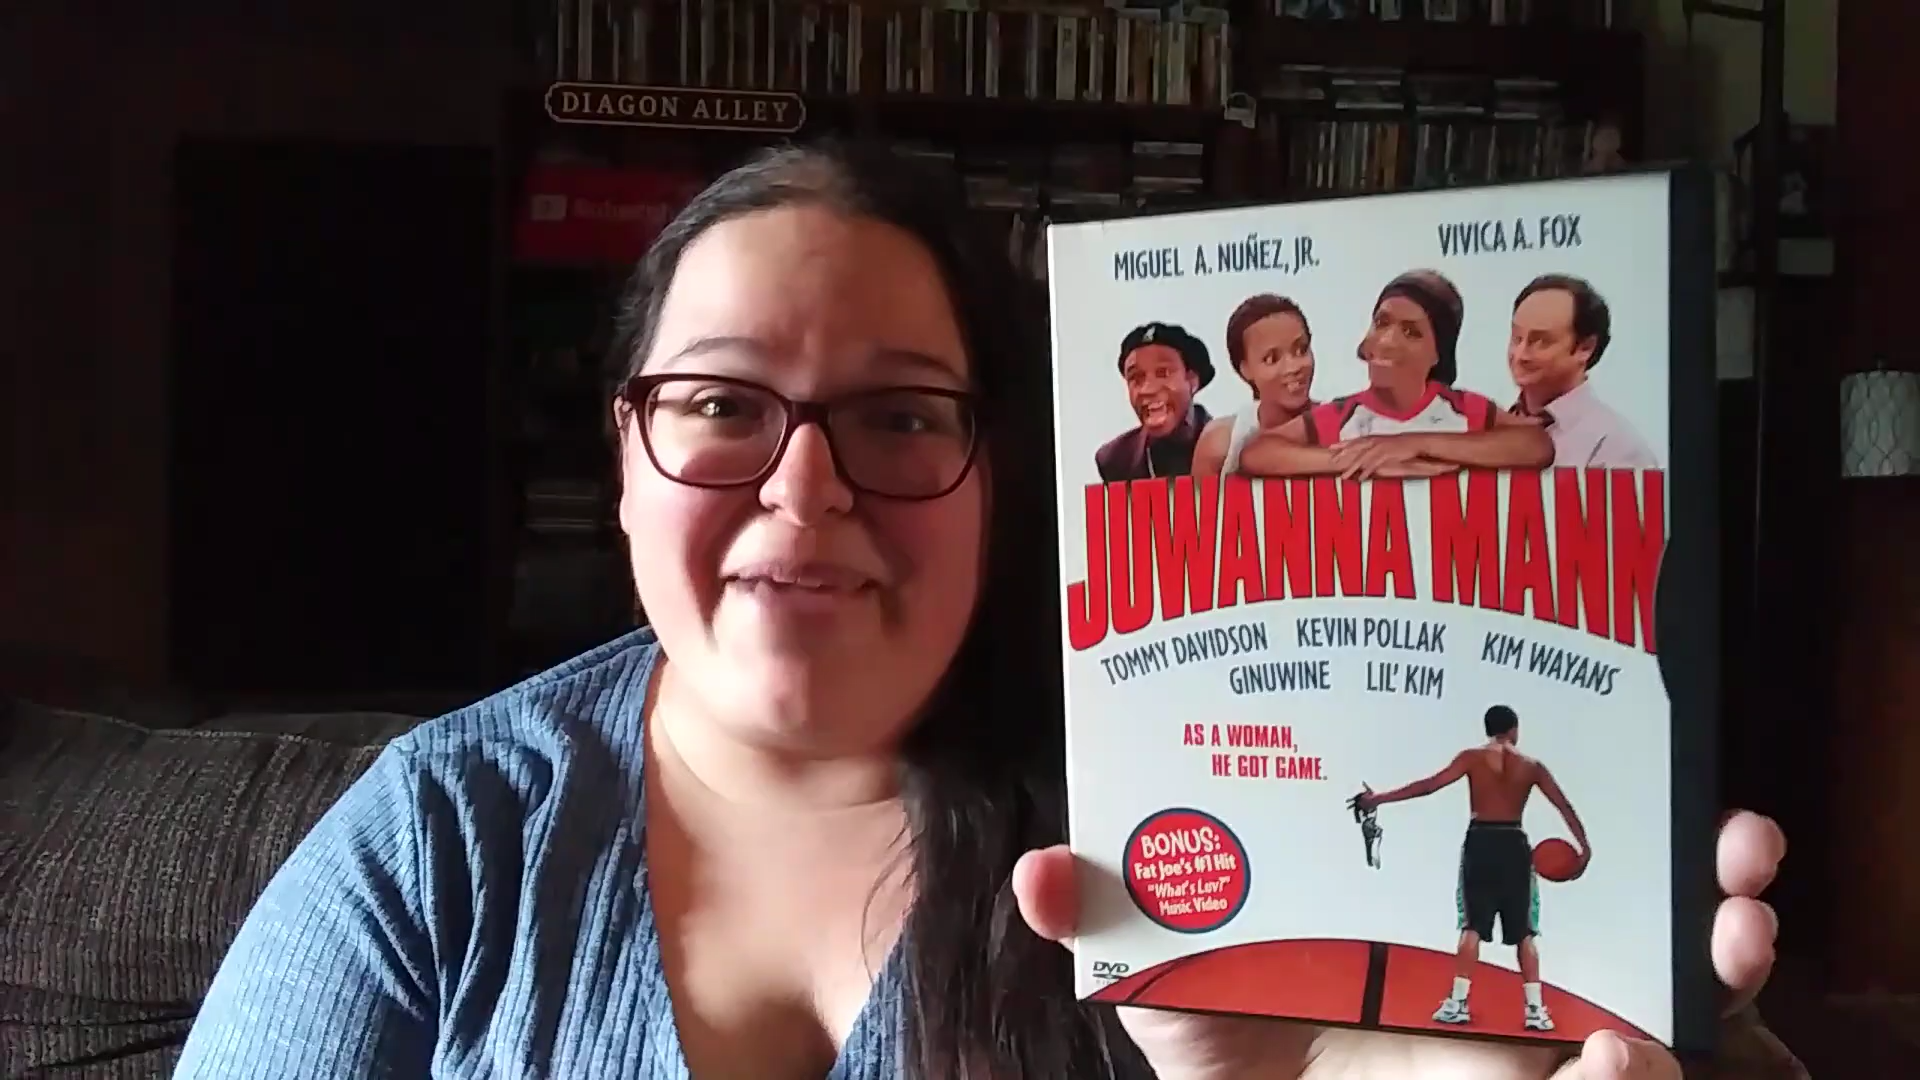 DIAGON ALLEY
MIGUEL A. NUÑEZ, JR.
VIVICA A. FOX
JUWANNA MANN
TOMMY DAVIDSON KEVIN POLLAK KIM WAYANS
GINUWINE LIL' KIM
AS A WOMAN,
HE GOT GAME.
BONUS:
Fat Joe's #1 Hit
"What's Luv?"
Music Video
DVD